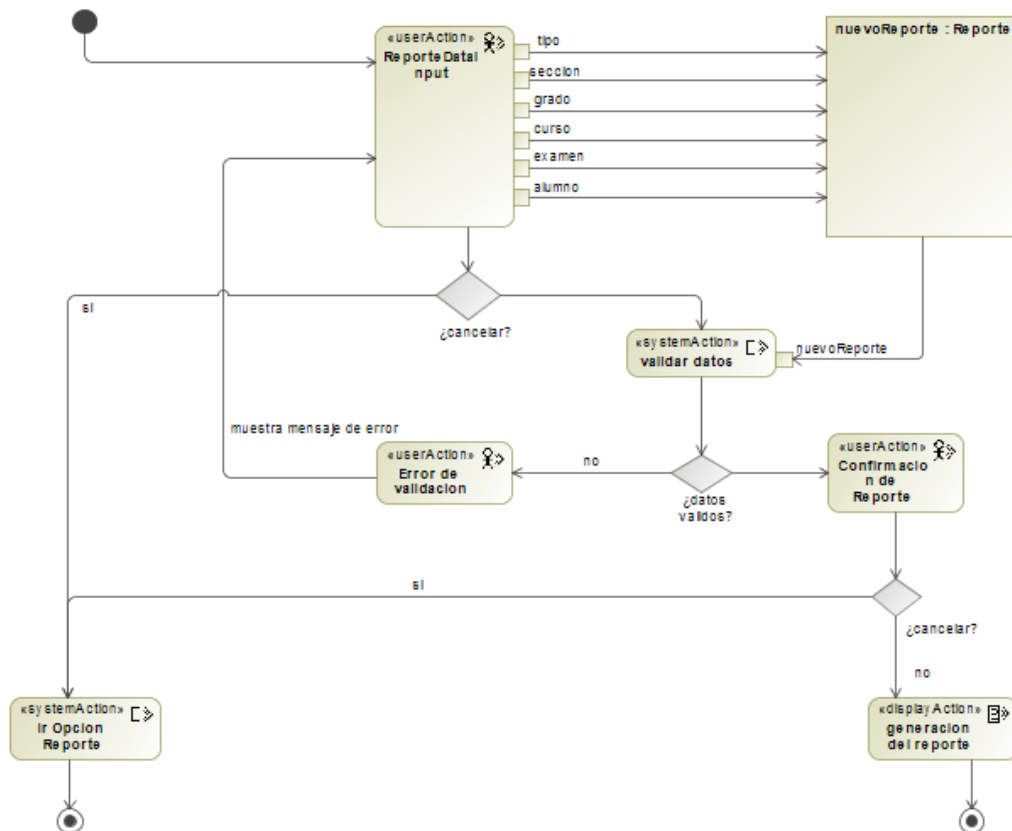 «userAction»
ReporteDataI
nput
tipo
seccion
grado
curso
examen
alumno
nuevoReporte : Reporte
si
¿cancelar?
«systemAction»
validar datos
nuevoReporte
muestra mensaje de error
«userAction»
Error de
validacion
no
¿datos
validos?
«userAction»
Confirmacio
n de
Reporte
si
¿cancelar?
no
«systemAction»
Ir Opcion
Reporte
«displayAction»
generacion
del reporte